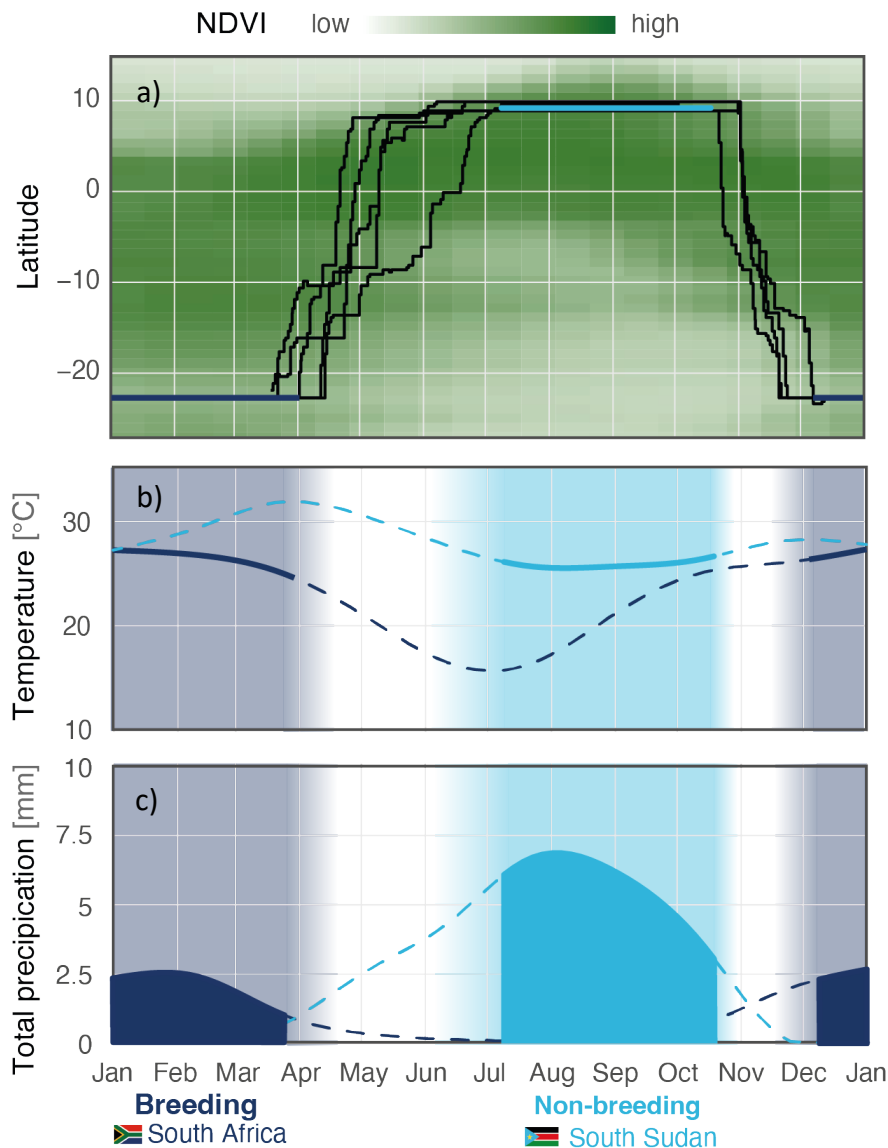 NDVI low high
a)
10
0
−10
−20
Latitude
b)
30
20
10
Temperature [°C]
c)
10
7.5
5
2.5
0
Total precipication [mm]
Jan Feb Mar Apr May Jun Jul Aug Sep Oct Nov Dec Jan
Breeding Non-breeding
South Africa South Sudan